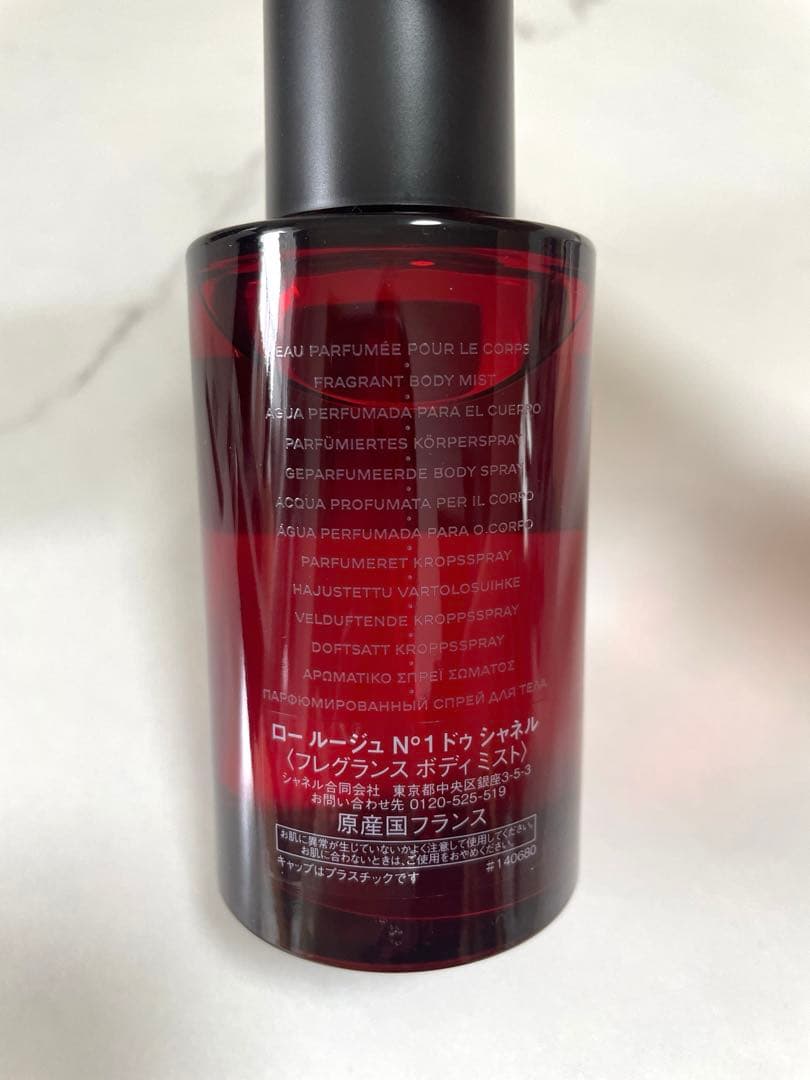 EAU PARFUMÉE POUR LE CORPS
FRAGRANT BODY MIST
AGUA PERFUMADA PARA EL CUERPO
PARFÜMIERTES KÖRPERSPRAY
GEPARFUMEERDE BODY SPRAY
ACQUA PROFUMATA PER IL CORPO
ÁGUA PERFUMADA PARA O CORPO
PARFUMERET KROPSSPRAY
HAJUSTETTU VARTOLOSUIHKE
VELDUFTENDE KROPPSSPRAY
DOFTSATT KROPPSSPRAY
ΑΡΩΜΑΤΙΚΟ ΣΠΡΕΪ ΣΩΜΑΤΟΣ
ПАРФЮМИРОВАННЫЙ СПРЕЙ ДЛЯ ТЕЛА
ロー ルージュ N°1 ドゥ シャネル
〈フレグランス ボディ ミスト〉
シャネル合同会社 東京都中央区銀座3-5-3
お問い合わせ先 0120-525-519
原産国フランス
お肌に異常が生じていないかよく注意して使用してください。
お肌に合わないときは、ご使用をおやめください。
キャップはプラスチックです #140680